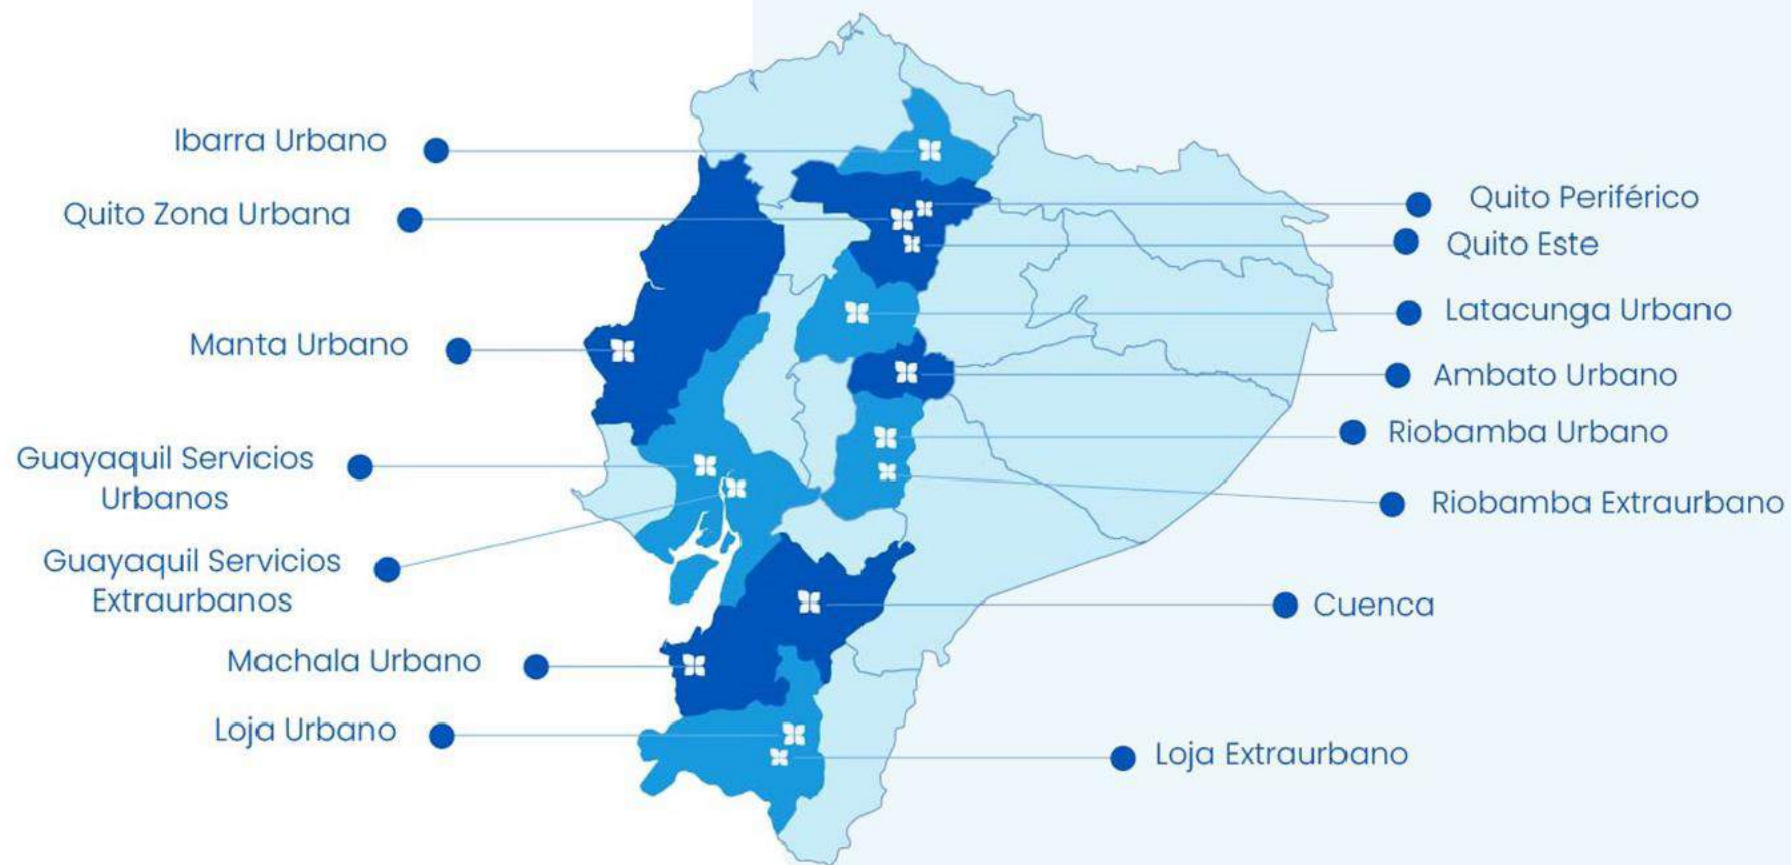 Ibarra Urbano
Quito Zona Urbana
Manta Urbano
Guayaquil Servicios
Urbanos
Guayaquil Servicios
Extraurbanos
Machala Urbano
Loja Urbano
Quito Periférico
Quito Este
Latacunga Urbano
Ambato Urbano
Riobamba Urbano
Riobamba Extraurbano
Cuenca
Loja Extraurbano